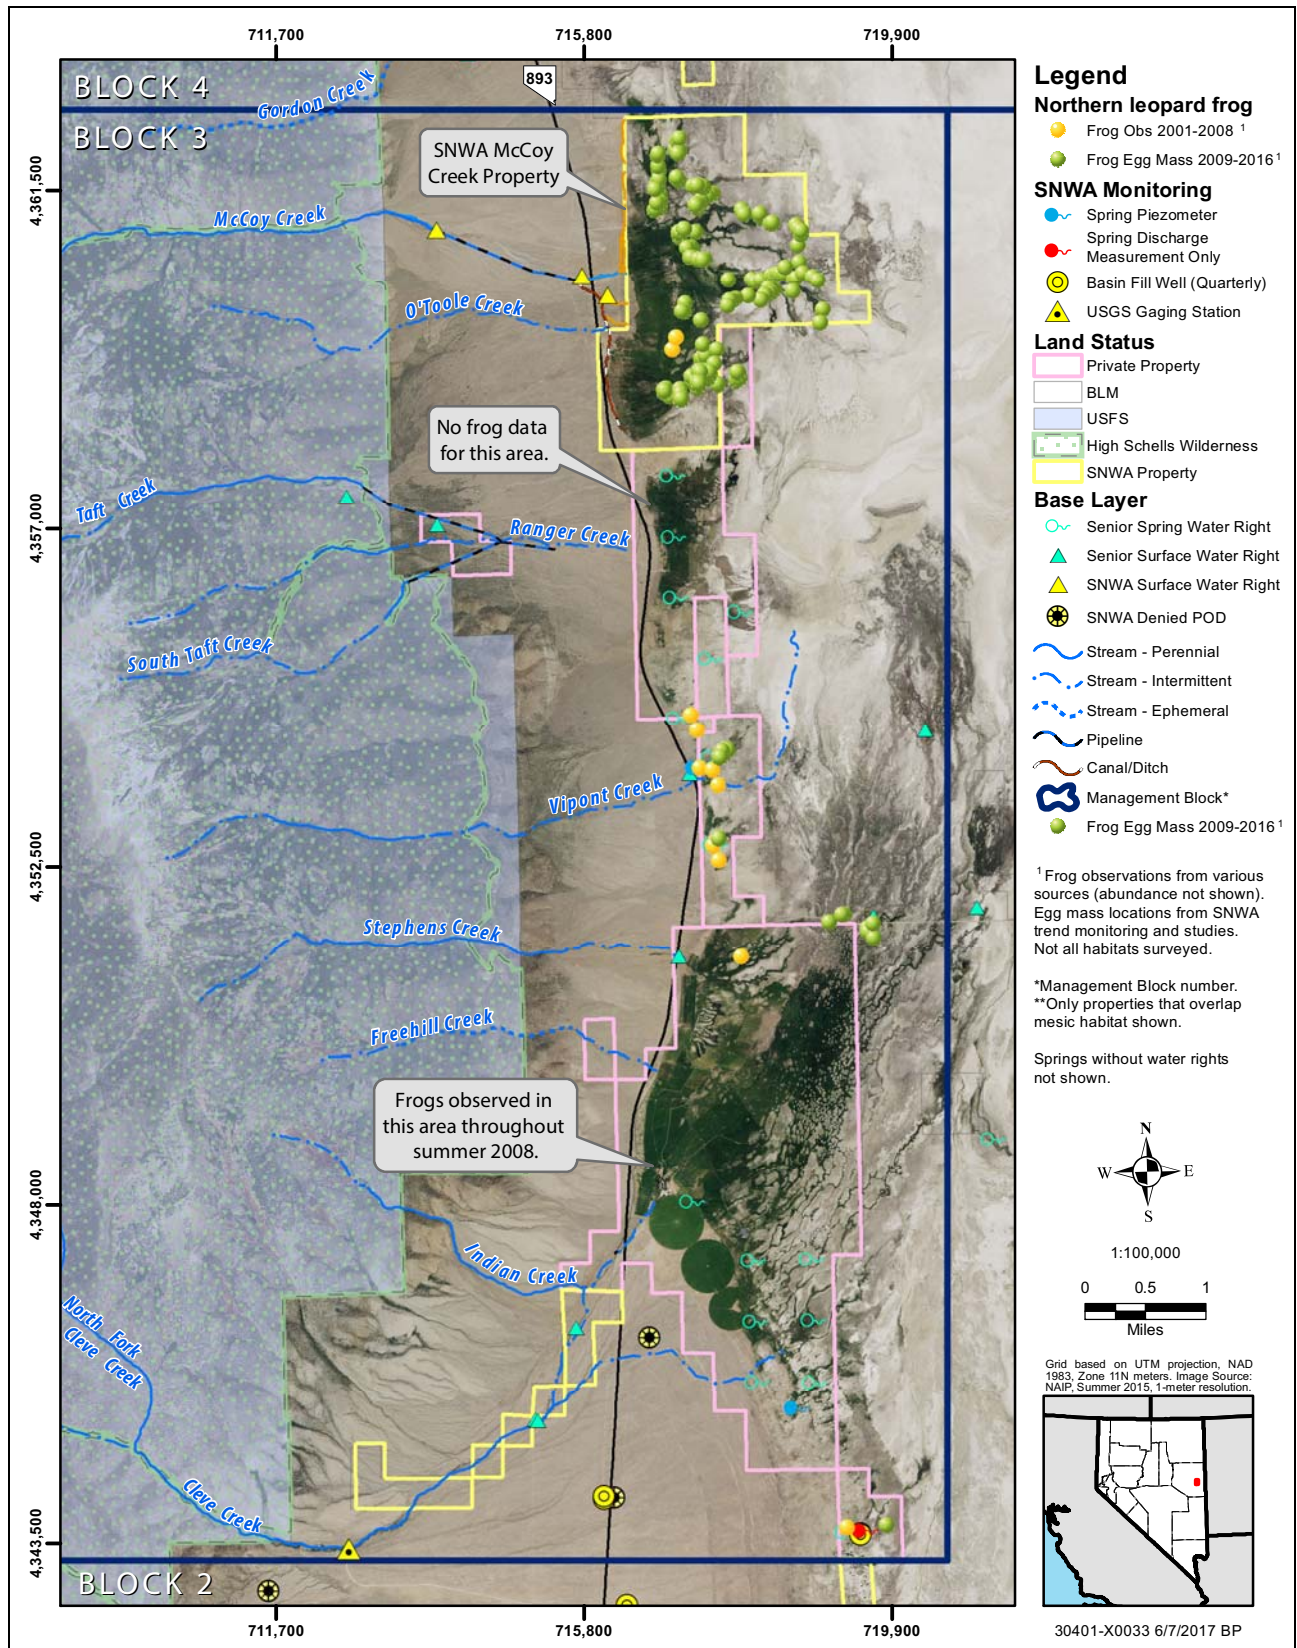 711,700
715,800
719,900
BLOCK 4
Gordon Creek
893
BLOCK 3
SNWA McCoy
Creek Property
4,361,500
McCoy Creek
O'Toole Creek
No frog data
for this area.
Taft Creek
4,357,000
Ranger Creek
South Taft Creek
Vipont Creek
4,352,500
Stephens Creek
Freehill Creek
Frogs observed in
this area throughout
summer 2008.
4,348,000
Indian Creek
North Fork
Cleve Creek
Cleve Creek
4,343,500
BLOCK 2
711,700
715,800
719,900
Legend
Northern leopard frog
Frog Obs 2001-2008 1
Frog Egg Mass 2009-2016 1
SNWA Monitoring
Spring Piezometer
Spring Discharge
Measurement Only
Basin Fill Well (Quarterly)
USGS Gaging Station
Land Status
Private Property
BLM
USFS
High Schells Wilderness
SNWA Property
Base Layer
Senior Spring Water Right
Senior Surface Water Right
SNWA Surface Water Right
SNWA Denied POD
Stream - Perennial
Stream - Intermittent
Stream - Ephemeral
Pipeline
Canal/Ditch
Management Block*
Frog Egg Mass 2009-2016 1
1 Frog observations from various
sources (abundance not shown).
Egg mass locations from SNWA
trend monitoring and studies.
Not all habitats surveyed.
*Management Block number.
**Only properties that overlap
mesic habitat shown.
Springs without water rights
not shown.
N
W E
S
1:100,000
0 0.5 1
Miles
Grid based on UTM projection, NAD
1983, Zone 11N meters. Image Source:
NAIP, Summer 2015, 1-meter resolution.
30401-X0033 6/7/2017 BP